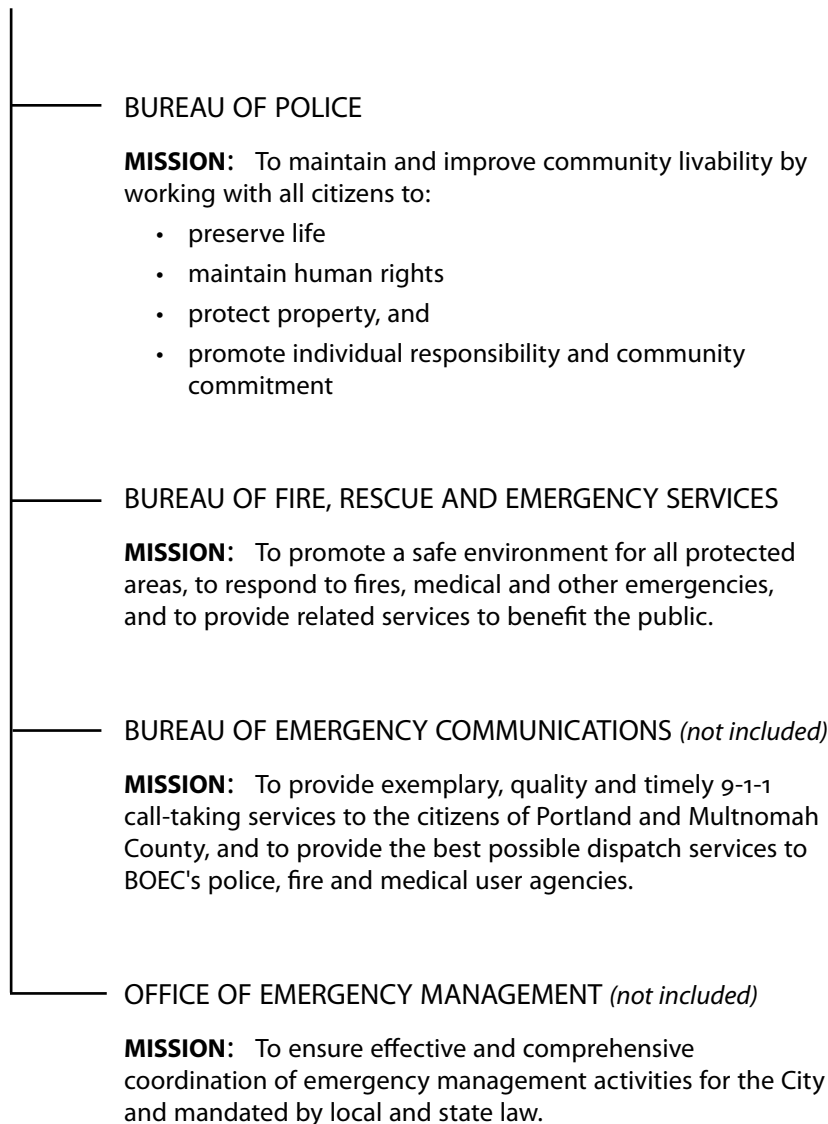 BUREAU OF POLICE
MISSION: To maintain and improve community livability by
working with all citizens to:
• preserve life
• maintain human rights
• protect property, and
• promote individual responsibility and community
commitment
BUREAU OF FIRE, RESCUE AND EMERGENCY SERVICES
MISSION: To promote a safe environment for all protected
areas, to respond to fires, medical and other emergencies,
and to provide related services to benefit the public.
BUREAU OF EMERGENCY COMMUNICATIONS (not included)
MISSION: To provide exemplary, quality and timely 9-1-1
call-taking services to the citizens of Portland and Multnomah
County, and to provide the best possible dispatch services to
BOEC's police, fire and medical user agencies.
OFFICE OF EMERGENCY MANAGEMENT (not included)
MISSION: To ensure effective and comprehensive
coordination of emergency management activities for the City
and mandated by local and state law.